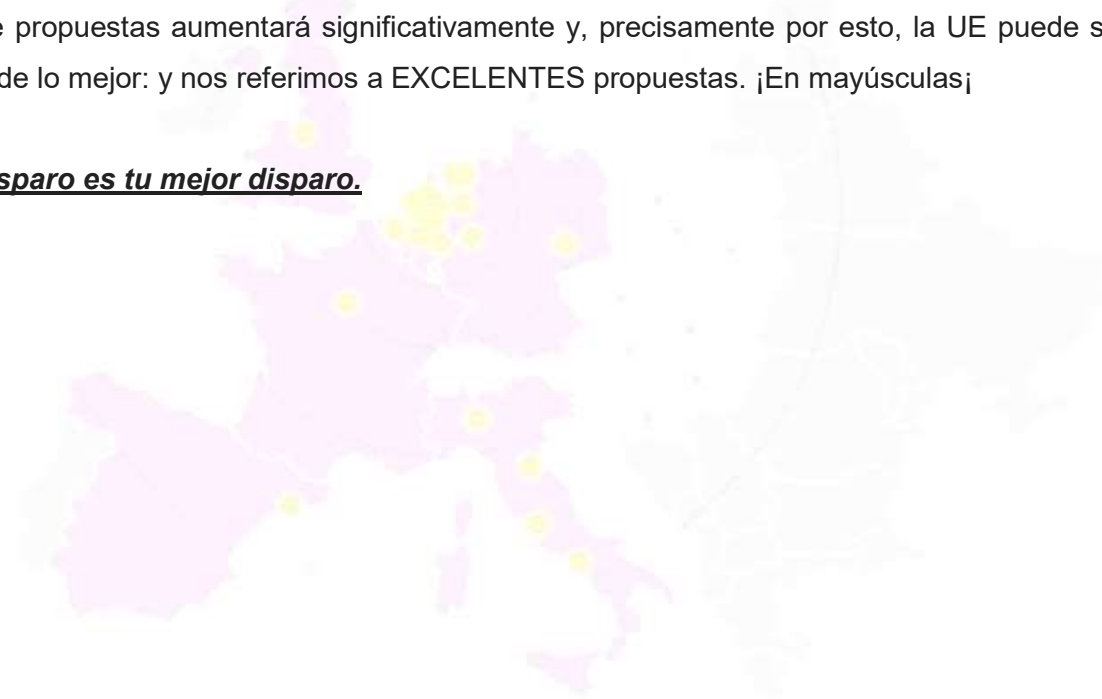 propuestas aumentará significativamente y, precisamente por esto, la UE puede
de lo mejor: y nos referimos a EXCELENTES propuestas. ¡En mayúsculas¡
es tu mejor disparo.